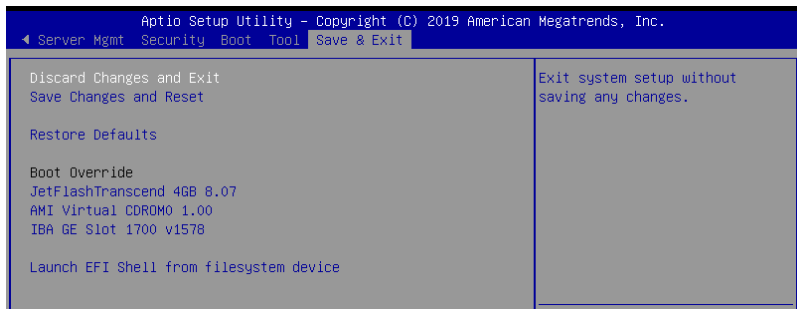 Aptio Setup Utility – Copyright (C) 2019 American Megatrends, Inc.
Server Mgmt Security Boot Tool Save & Exit
Discard Changes and Exit
Save Changes and Reset
Restore Defaults
Boot Override
JetFlashTranscend 4GB 8.07
AMI Virtual CDROM0 1.00
IBA GE Slot 1700 v1578
Launch EFI Shell from filesystem device
Exit system setup without
saving any changes.